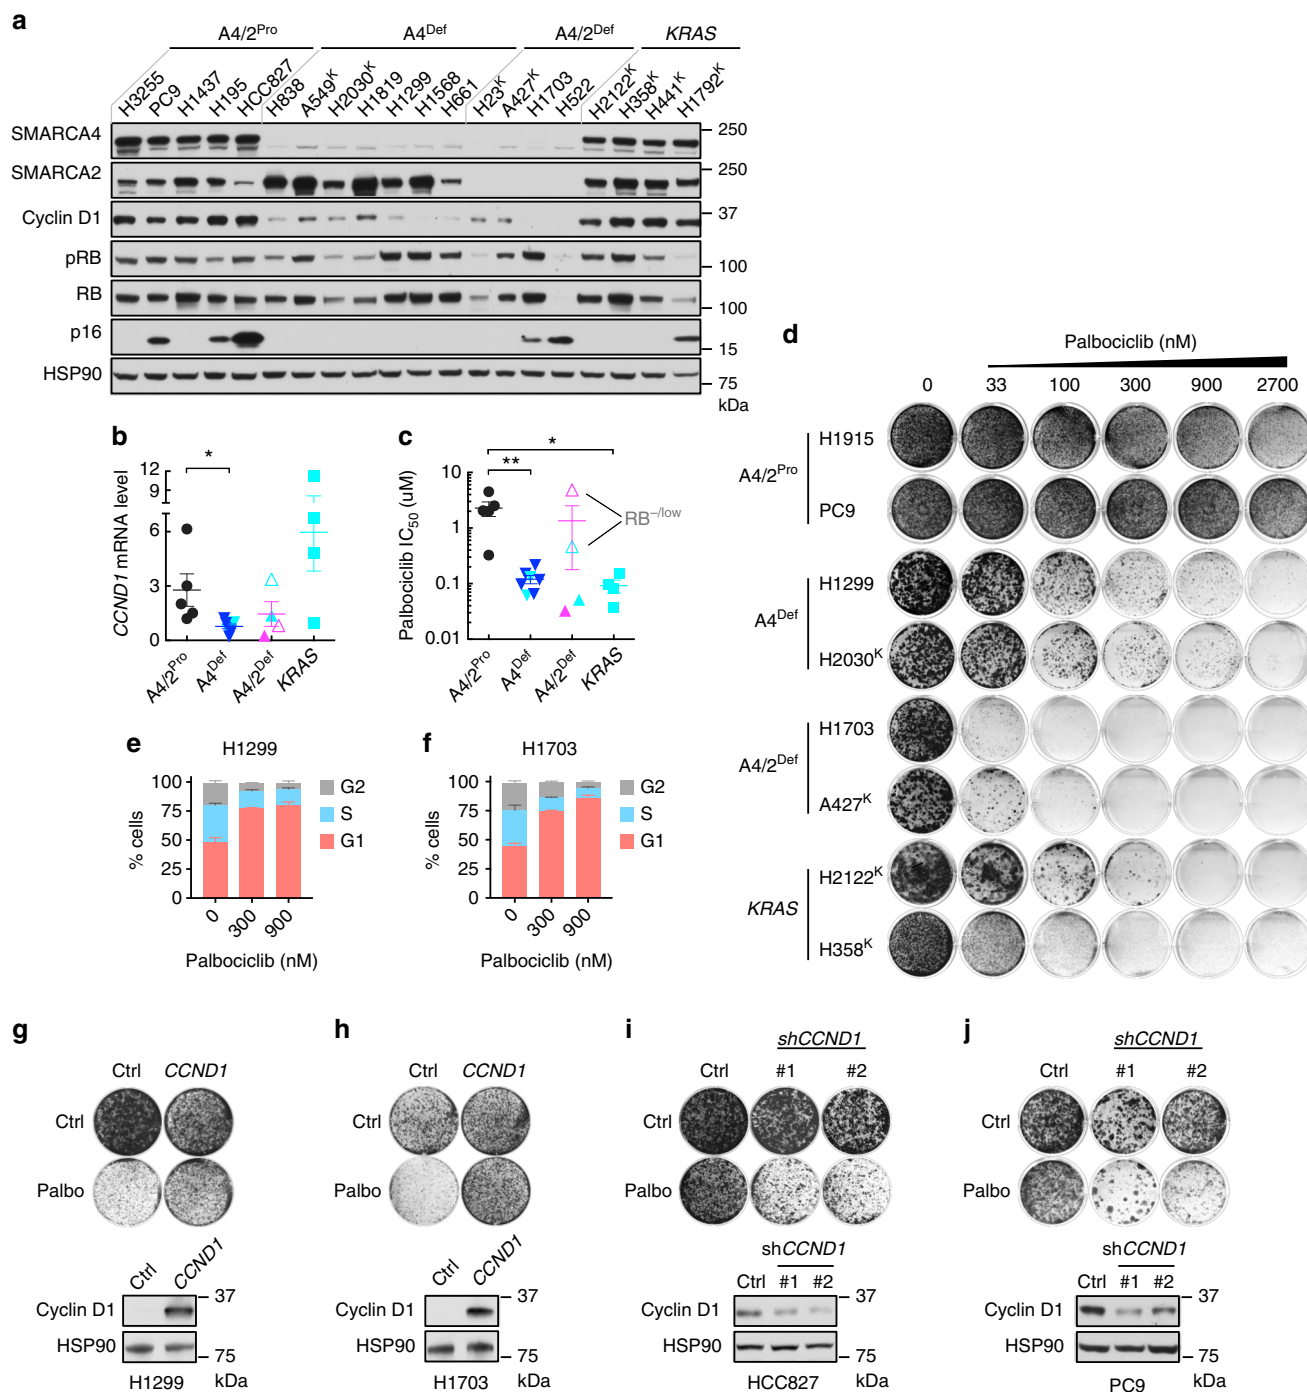 a
A4/2Pro A4Def A4/2Def KRAS
H3255 PC9 H1437 H195 HCC827 H838 A549K H2030K H1819 H1299 H1568 H661 H23K A427K H1703 H522 H2122K H358K H441K H1792K
SMARCA4 250
SMARCA2 250
Cyclin D1 37
pRB 100
RB 100
p16 15
HSP90 75
kDa
b
*
CCND1 mRNA level
12
9
6
3
0
A4/2Pro A4Def A4/2Def KRAS
c
*
**
Palbociclib IC50 (uM)
10
1
0.1
0.01
RB–/low
A4/2Pro A4Def A4/2Def KRAS
d
Palbociclib (nM)
0 33 100 300 900 2700
A4/2Pro
H1915
PC9
A4Def
H1299
H2030K
A4/2Def
H1703
A427K
KRAS
H2122K
H358K
e
H1299
% cells
100
75
50
25
0
G2
S
G1
0 300 900
Palbociclib (nM)
f
H1703
% cells
100
75
50
25
0
G2
S
G1
0 300 900
Palbociclib (nM)
g
Ctrl CCND1
Ctrl
Palbo
Ctrl CCND1
Cyclin D1 37
HSP90 75
H1299 kDa
h
Ctrl CCND1
Ctrl
Palbo
Ctrl CCND1
Cyclin D1 37
HSP90 75
H1703 kDa
i
shCCND1
Ctrl #1 #2
Ctrl
Palbo
shCCND1
Ctrl #1 #2
Cyclin D1 37
HSP90 75
HCC827 kDa
j
shCCND1
Ctrl #1 #2
Ctrl
Palbo
shCCND1
Ctrl #1 #2
Cyclin D1 37
HSP90 75
PC9 kDa